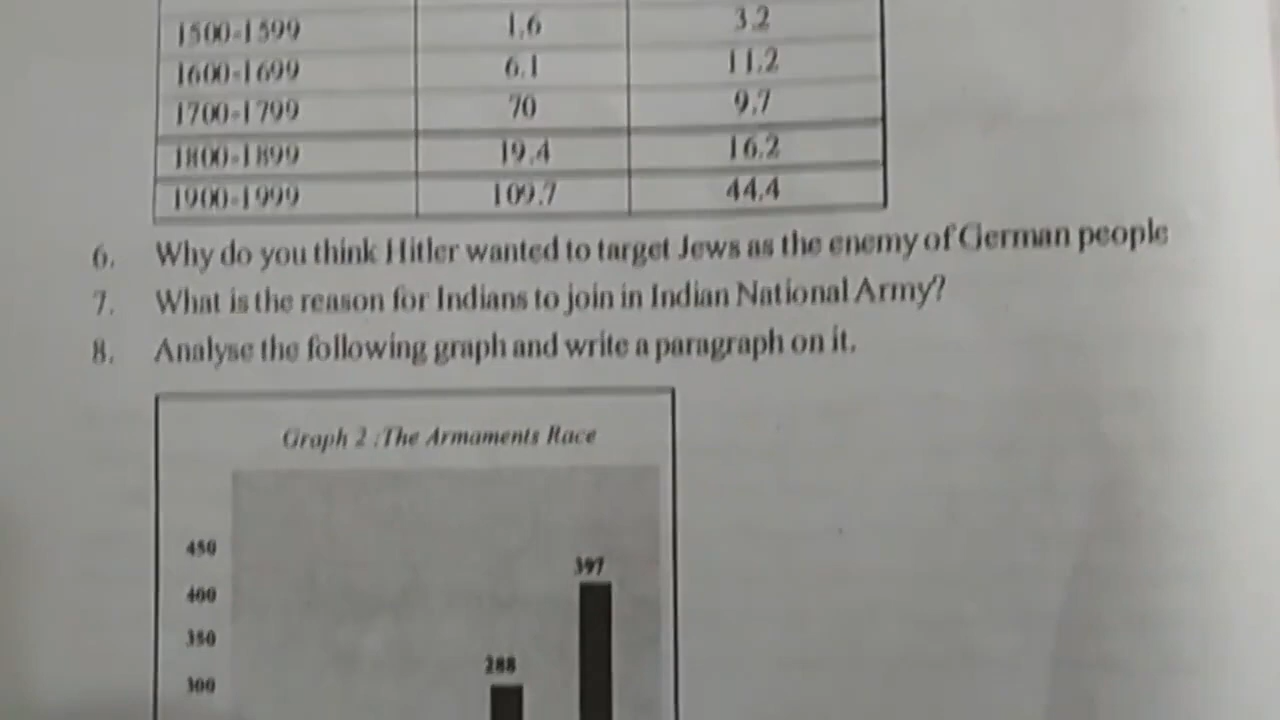 1500-1599 1.6 3.2
1600-1699 6.1 11.2
1700-1799 70 9.7
1800-1899 19.4 16.2
1900-1999 109.7 44.4
6. Why do you think Hitler wanted to target Jews as the enemy of German people
7. What is the reason for Indians to join in Indian National Army?
8. Analyse the following graph and write a paragraph on it.
Graph 2 :The Armaments Race
450
397
400
350
288
300